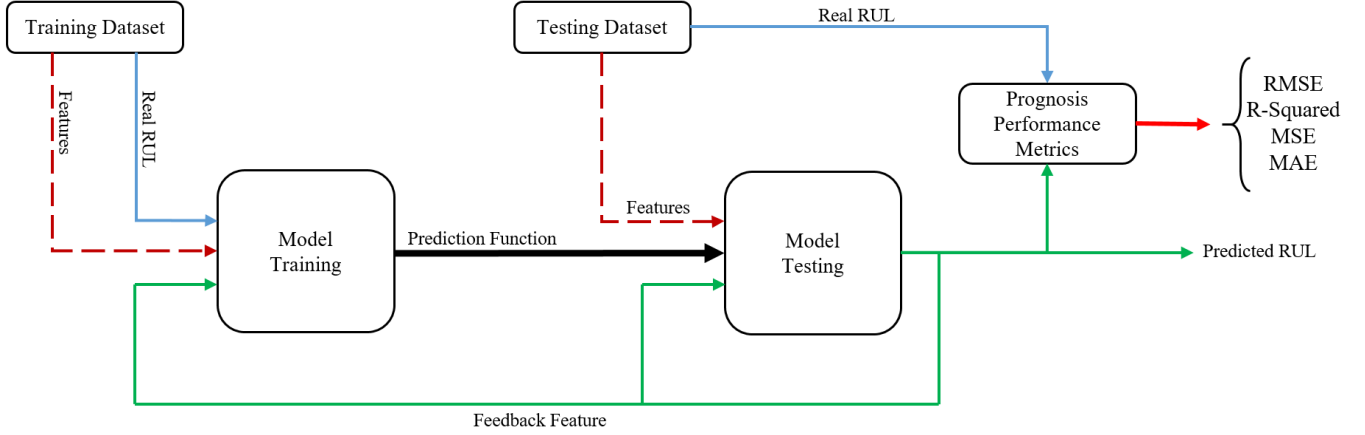 Training Dataset
Testing Dataset
Real RUL
Features
Real RUL
Prognosis
Performance
Metrics
RMSE
R-Squared
MSE
MAE
Features
Model
Training
Prediction Function
Model
Testing
Predicted RUL
Feedback Feature